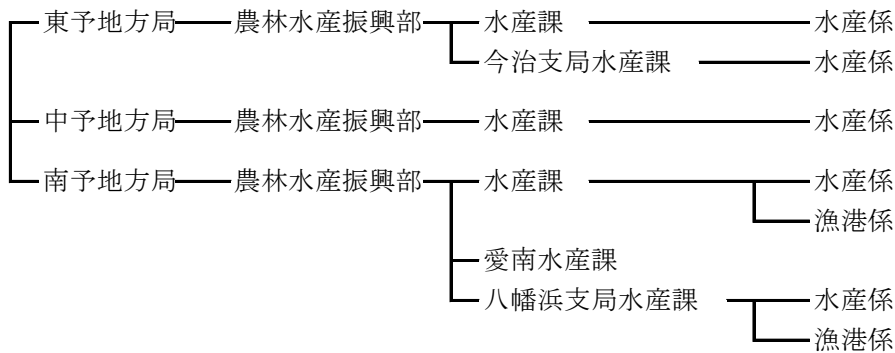 東予地方局 農林水産振興部 水産課 水産係
今治支局水産課 水産係
中予地方局 農林水産振興部 水産課 水産係
南予地方局 農林水産振興部 水産課 水産係
漁港係
愛南水産課
八幡浜支局水産課 水産係
漁港係